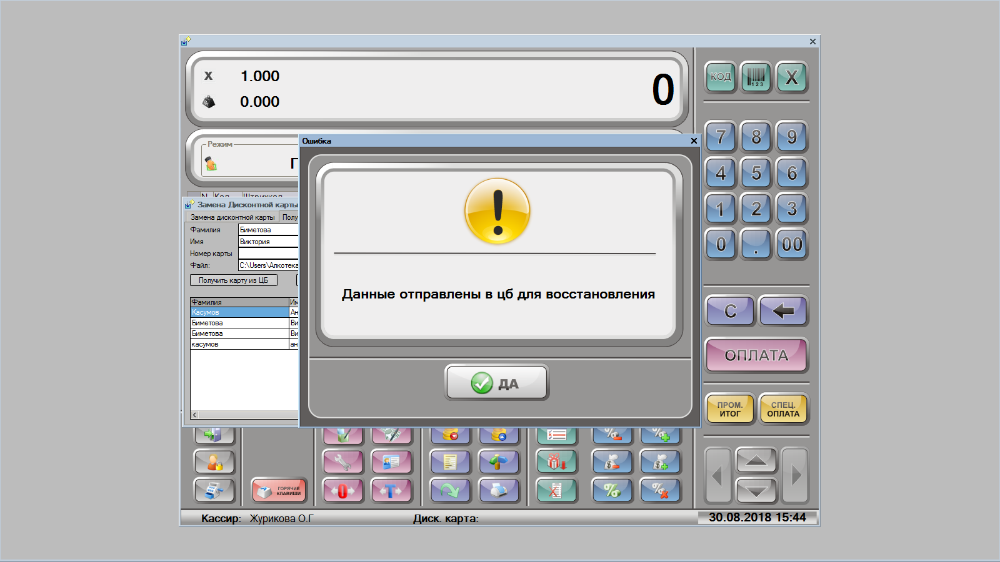 x 1.000
0.000
0
КОД
123
X
Режим
П
Ошибка
7 8 9
4 5 6
1 2 3
0 . 00
N Код Штрихкод
Замена Дисконтной карты
Замена дисконтной карты Полу
Фамилия Биметова
Имя Виктория
Номер карты
Файл: C:\Users\Алкотека
Получить карту из ЦБ
Фамилия Им
Касумов Ан
Биметова Ви
Биметова Ви
касумов ан
Данные отправлены в цб для восстановления
ДА
C
ОПЛАТА
ПРОМ.
ИТОГ
СПЕЦ.
ОПЛАТА
ГОРЯЧИЕ
КЛАВИШИ
0 T
Кассир: Журикова О.Г
Диск. карта:
30.08.2018 15:44